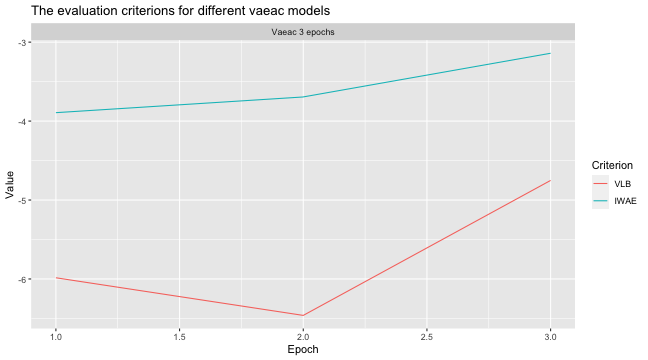 The evaluation criterions for different vaeac models
Vaeac 3 epochs
-3
-4
-5
-6
Value
1.0
1.5
2.0
2.5
3.0
Epoch
Criterion
VLB
IWAE